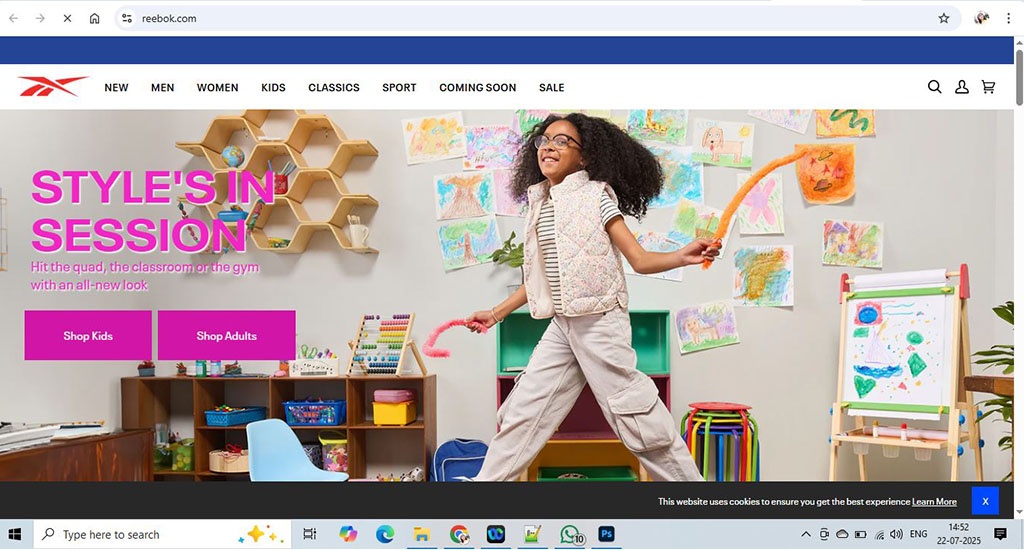 reebok.com
NEW MEN WOMEN KIDS CLASSICS SPORT COMING SOON SALE
STYLE'S IN
SESSION
Hit the quad, the classroom or the gym
with an all-new look
Shop Kids Shop Adults
This website uses cookies to ensure you get the best experience Learn More X
Type here to search
10
Ps
ENG
14:52
22-07-2025